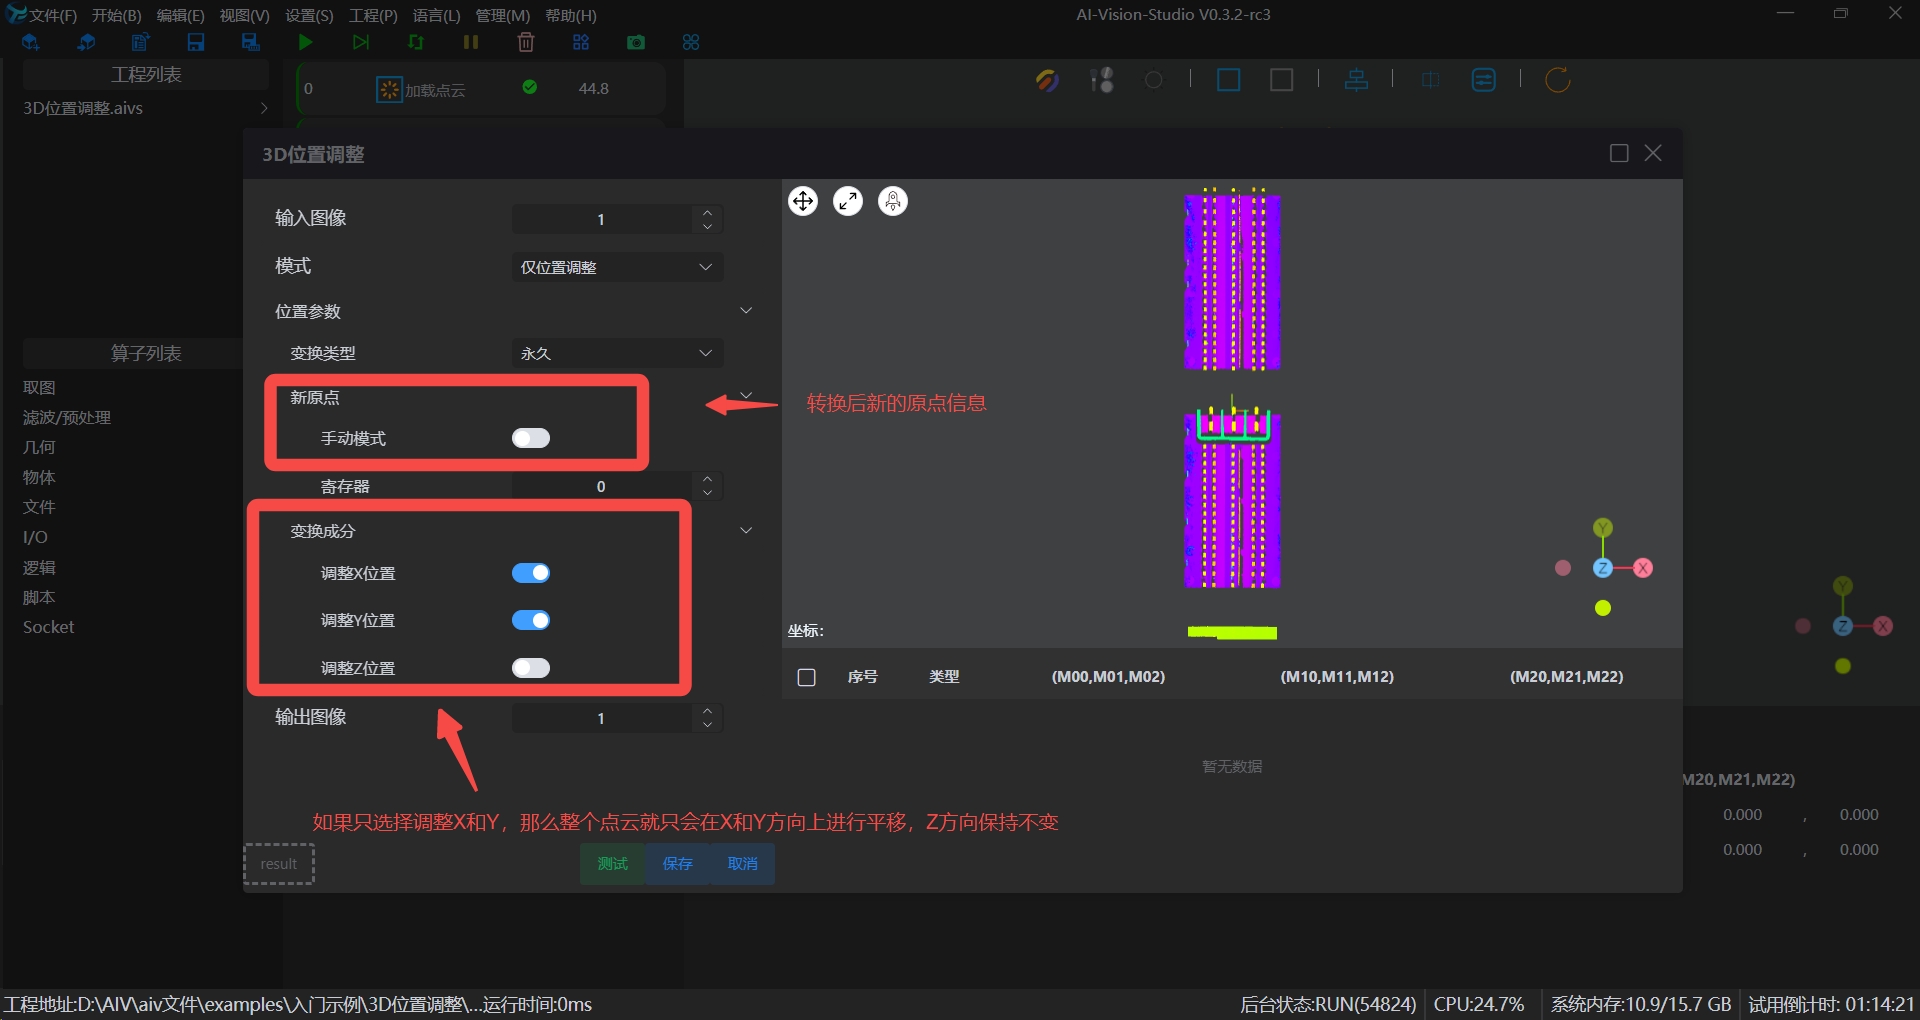 文件(F) 开始(B) 编辑(E) 视图(V) 设置(S) 工程(P) 语言(L) 管理(M) 帮助(H)
AI-Vision-Studio V0.3.2-rc3
工程列表
3D位置调整.aivs
0 加载点云 44.8
算子列表
取图
滤波/预处理
几何
物体
文件
I/O
逻辑
脚本
Socket
3D位置调整
输入图像 1
模式 仅位置调整
位置参数
变换类型 永久
新原点
手动模式
寄存器 0
变换成分
调整X位置
调整Y位置
调整Z位置
输出图像 1
转换后新的原点信息
如果只选择调整X和Y，那么整个点云就只会在X和Y方向上进行平移，Z方向保持不变
result
测试 保存 取消
Y
Z X
坐标:
序号 类型 (M00,M01,M02) (M10,M11,M12) (M20,M21,M22)
暂无数据
Y
Z X
M20,M21,M22)
0.000 , 0.000
0.000 , 0.000
工程地址:D:\AIV\aiv文件\examples\入门示例\3D位置调整\...运行时间:0ms
后台状态:RUN(54824) CPU:24.7% 系统内存:10.9/15.7 GB 试用倒计时: 01:14:21